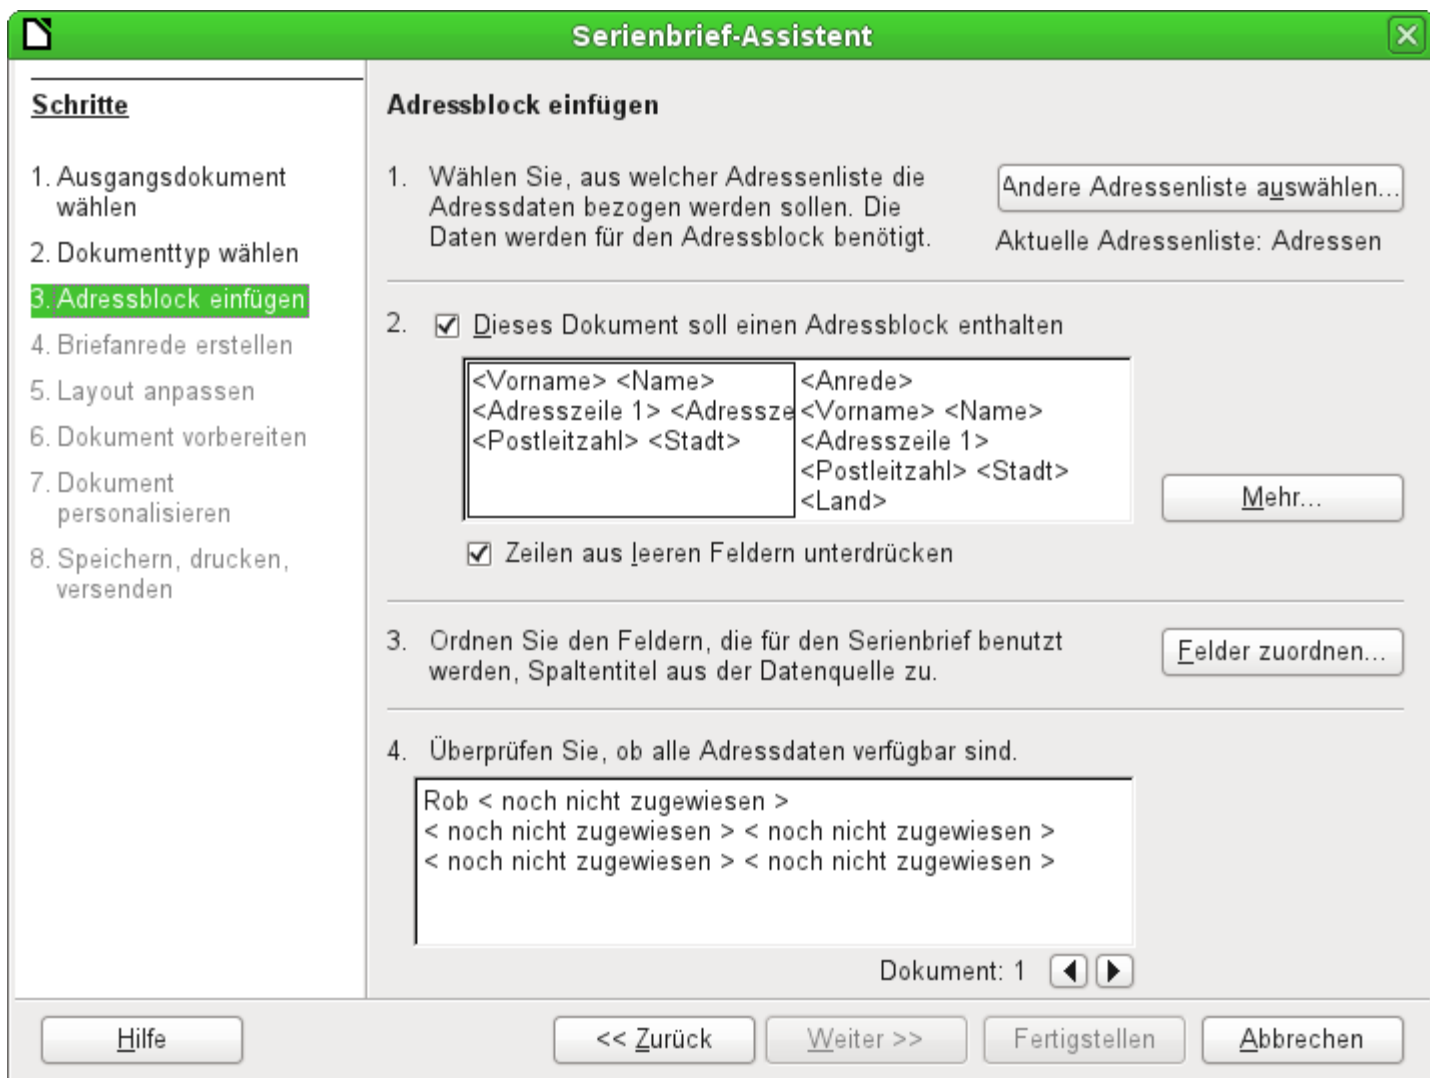 Serienbrief-Assistent
Schritte
1. Ausgangsdokument
wählen
2. Dokumenttyp wählen
3. Adressblock einfügen
4. Briefanrede erstellen
5. Layout anpassen
6. Dokument vorbereiten
7. Dokument
personalisieren
8. Speichern, drucken,
versenden
Adressblock einfügen
1. Wählen Sie, aus welcher Adressenliste die
Adressdaten bezogen werden sollen. Die
Daten werden für den Adressblock benötigt.
Andere Adressenliste auswählen...
Aktuelle Adressenliste: Adressen
2. Dieses Dokument soll einen Adressblock enthalten
<Vorname> <Name>
<Adresszeile 1> <Adressze
<Postleitzahl> <Stadt>
<Anrede>
<Vorname> <Name>
<Adresszeile 1>
<Postleitzahl> <Stadt>
<Land>
Mehr...
Zeilen aus leeren Feldern unterdrücken
3. Ordnen Sie den Feldern, die für den Serienbrief benutzt
werden, Spaltentitel aus der Datenquelle zu.
Felder zuordnen...
4. Überprüfen Sie, ob alle Adressdaten verfügbar sind.
Rob < noch nicht zugewiesen >
< noch nicht zugewiesen > < noch nicht zugewiesen >
< noch nicht zugewiesen > < noch nicht zugewiesen >
Dokument: 1
Hilfe
<< Zurück
Weiter >>
Fertigstellen
Abbrechen